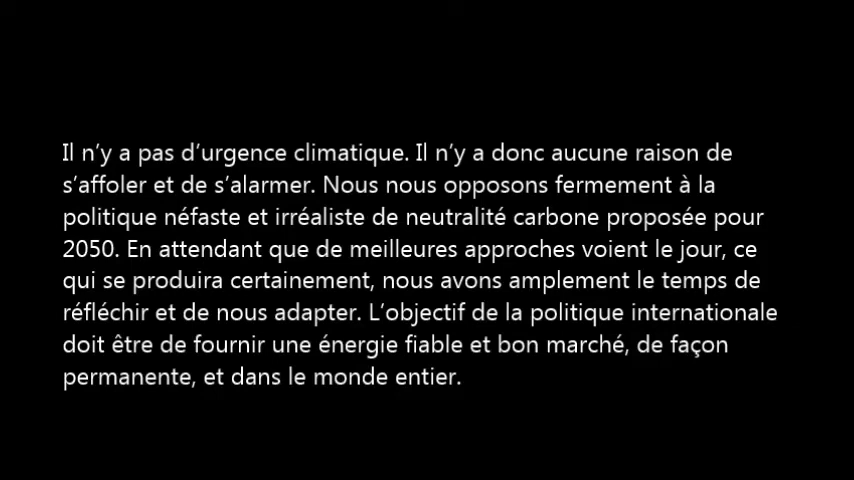 Il n’y a pas d’urgence climatique. Il n’y a donc aucune raison de
s’affoler et de s’alarmer. Nous nous opposons fermement à la
politique néfaste et irréaliste de neutralité carbone proposée pour
2050. En attendant que de meilleures approches voient le jour, ce
qui se produira certainement, nous avons amplement le temps de
réfléchir et de nous adapter. L’objectif de la politique internationale
doit être de fournir une énergie fiable et bon marché, de façon
permanente, et dans le monde entier.